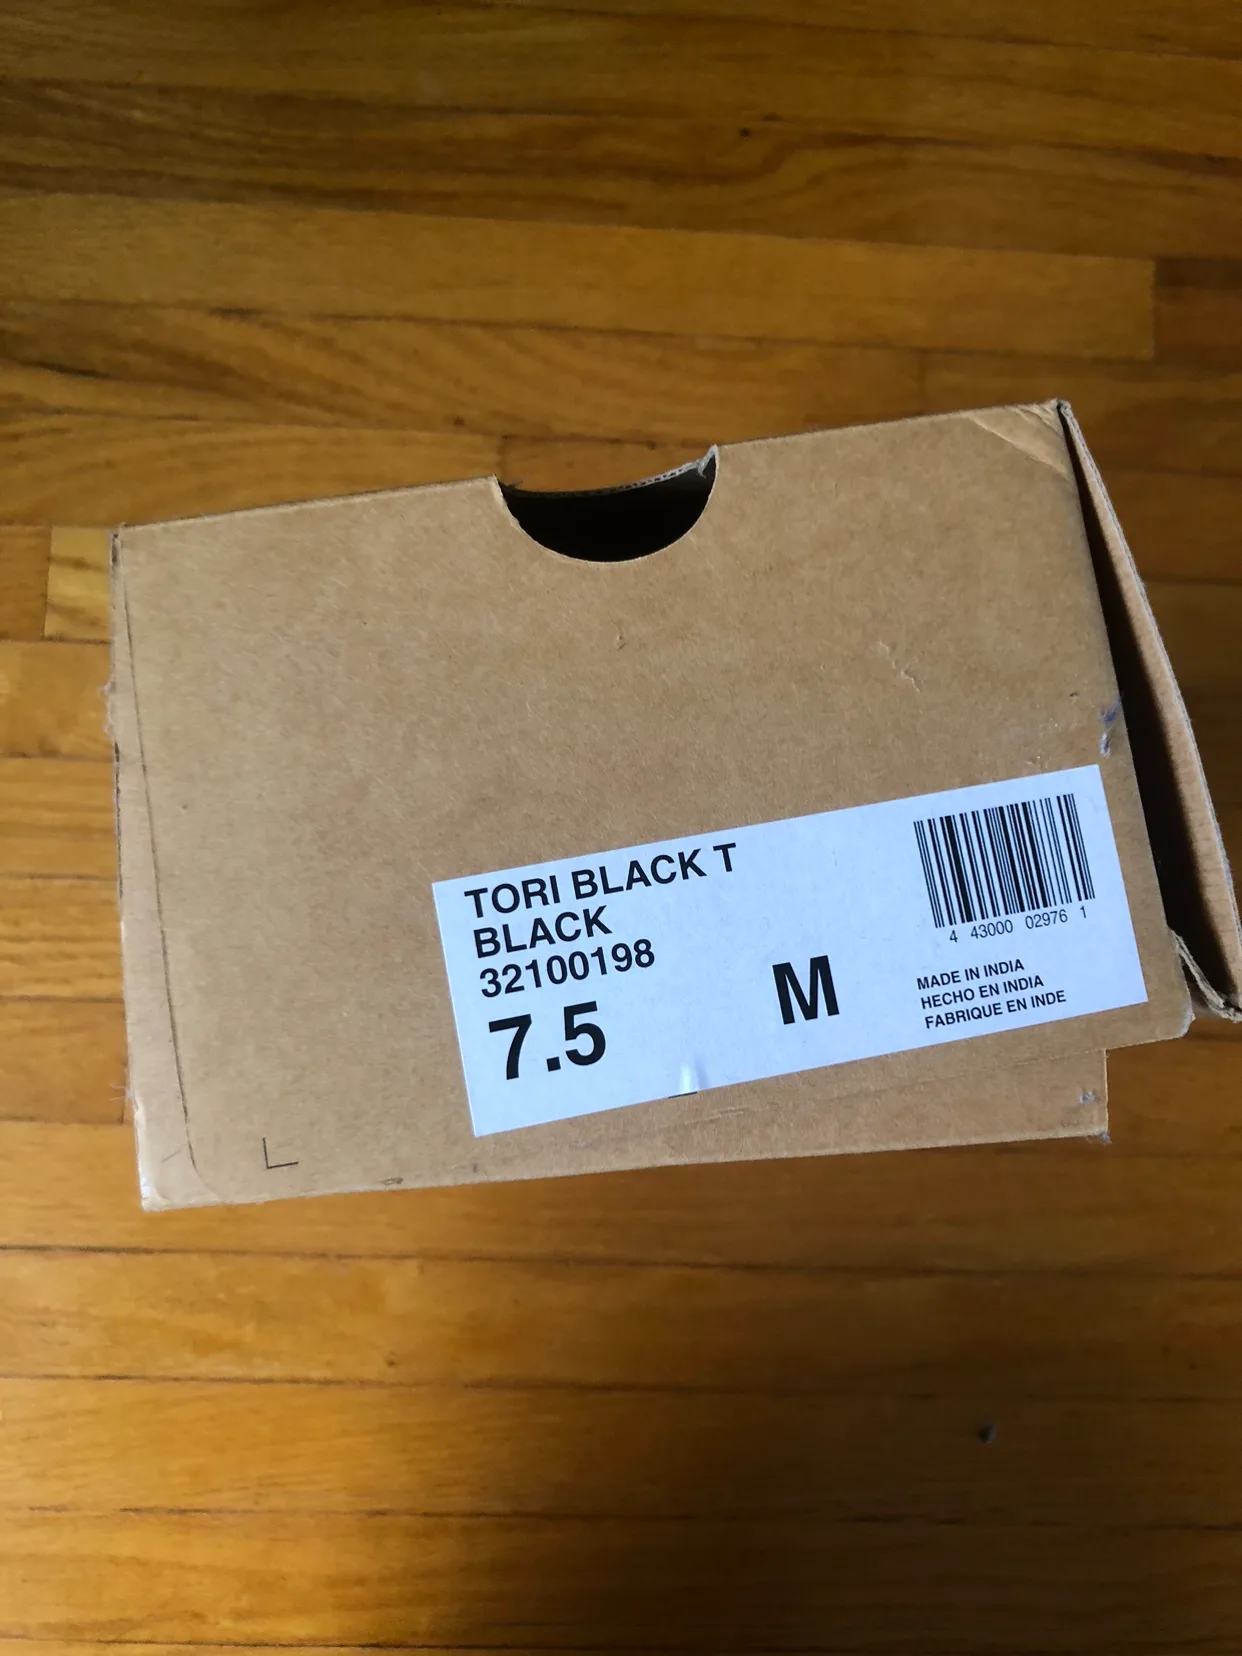 TORI BLACK T
BLACK
32100198
7.5
M
4 43000 02976 1
MADE IN INDIA
HECHO EN INDIA
FABRIQUE EN INDE